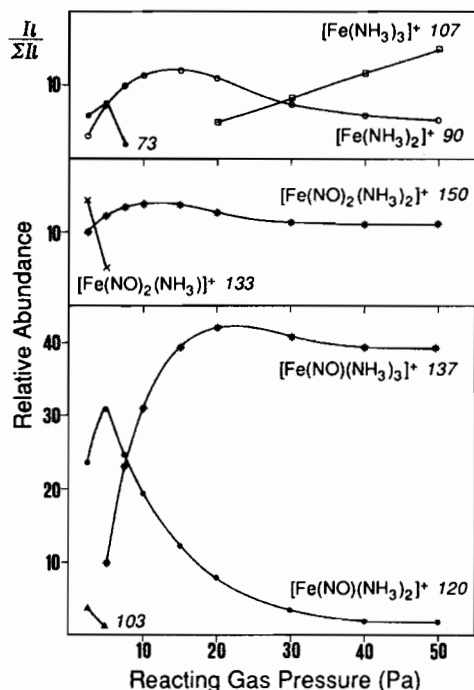 Ii
ΣIi
[Fe(NH₃)₃]⁺ 107
10
[Fe(NH₃)₂]⁺ 90
73
[Fe(NO)₂(NH₃)₂]⁺ 150
10
[Fe(NO)₂(NH₃)]⁺ 133
Relative Abundance
40
[Fe(NO)(NH₃)₃]⁺ 137
30
20
10
[Fe(NO)(NH₃)₂]⁺ 120
103
10 20 30 40 50
Reacting Gas Pressure (Pa)